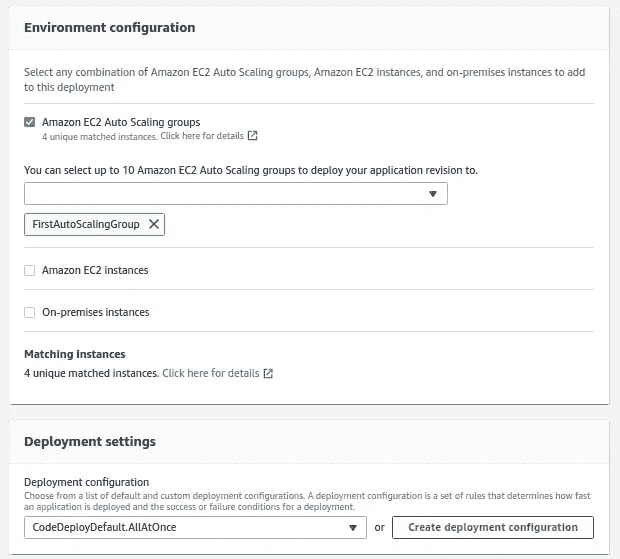 Environment configuration
Select any combination of Amazon EC2 Auto Scaling groups, Amazon EC2 instances, and on-premises instances to add
to this deployment
Amazon EC2 Auto Scaling groups
4 unique matched instances. Click here for details
You can select up to 10 Amazon EC2 Auto Scaling groups to deploy your application revision to.
FirstAutoScalingGroup
Amazon EC2 instances
On-premises instances
Matching instances
4 unique matched instances. Click here for details
Deployment settings
Deployment configuration
Choose from a list of default and custom deployment configurations. A deployment configuration is a set of rules that determines how fast
an application is deployed and the success or failure conditions for a deployment.
CodeDeployDefault.AllAtOnce or Create deployment configuration